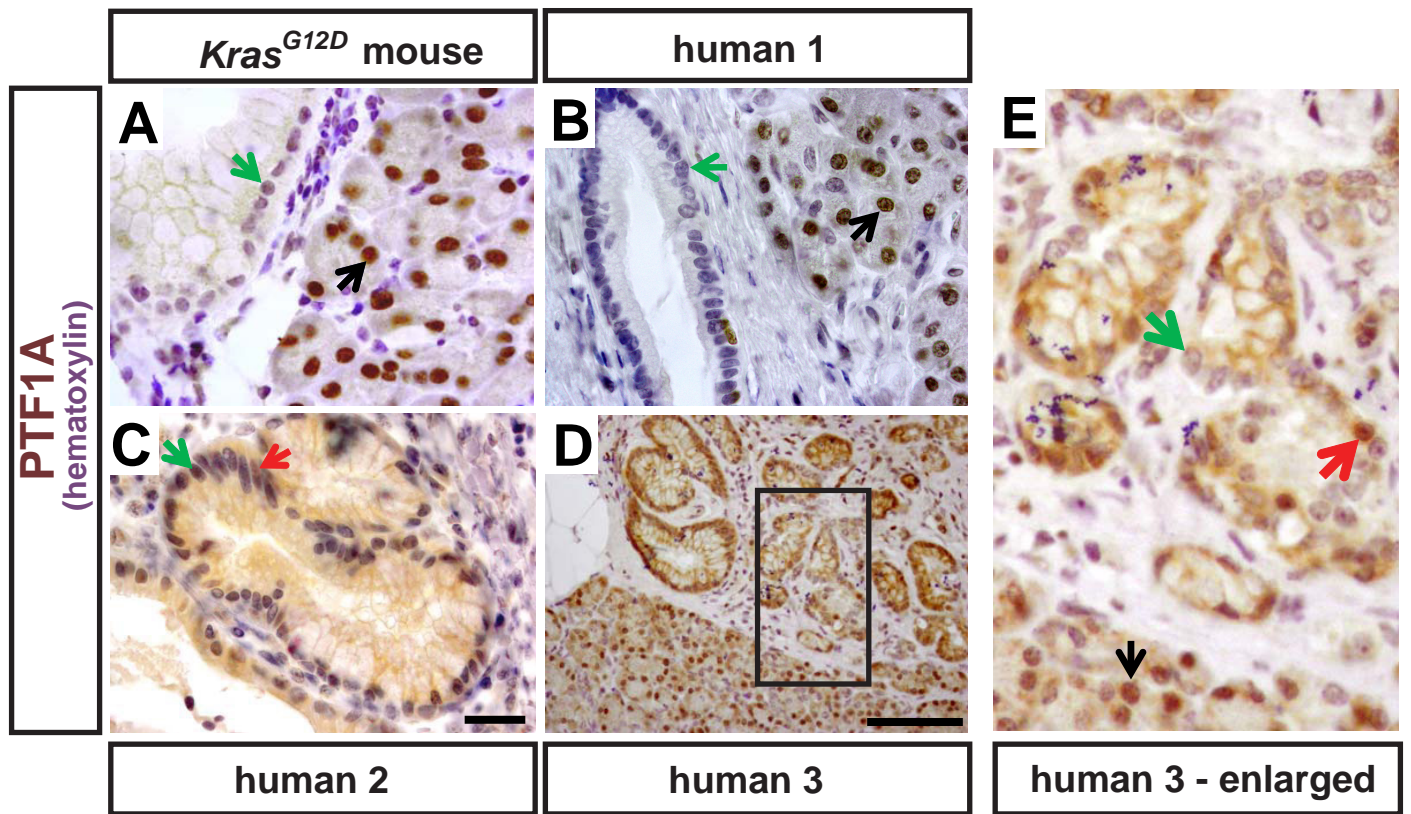 Kras^G12D mouse
human 1
PTF1A
(hematoxylin)
A
B
E
C
D
human 2
human 3
human 3 - enlarged